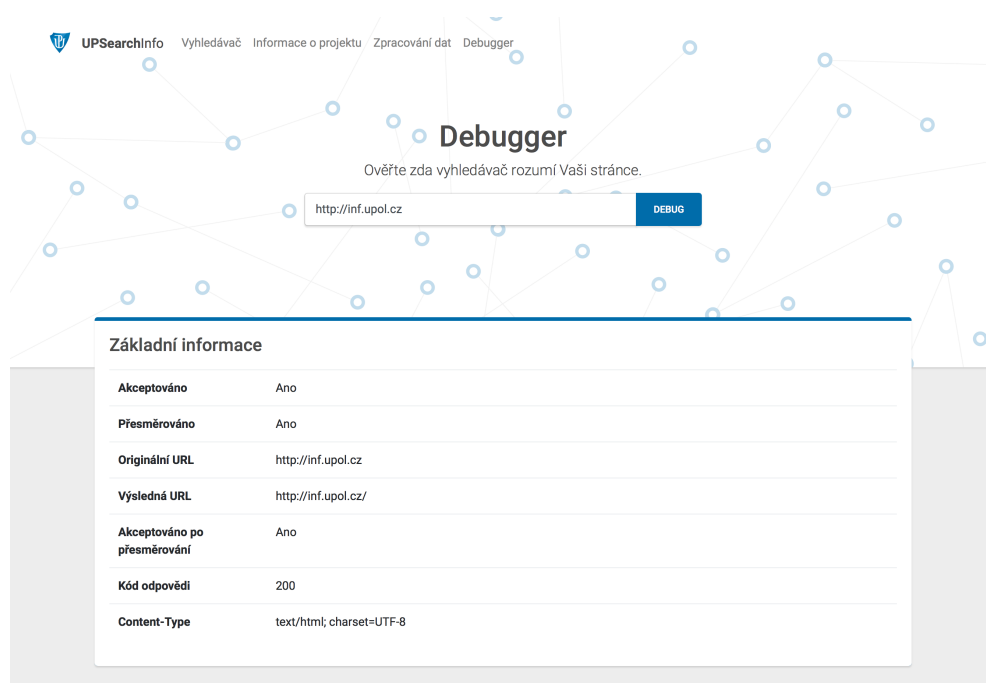 UPSearchInfo Vyhledávač Informace o projektu Zpracování dat Debugger
Debugger
Ověřte zda vyhledávač rozumí Vaši stránce.
http://inf.upol.cz DEBUG
Základní informace
Akceptováno Ano
Přesměrováno Ano
Originální URL http://inf.upol.cz
Výsledná URL http://inf.upol.cz/
Akceptováno po Ano
přesměrování
Kód odpovědi 200
Content-Type text/html; charset=UTF-8